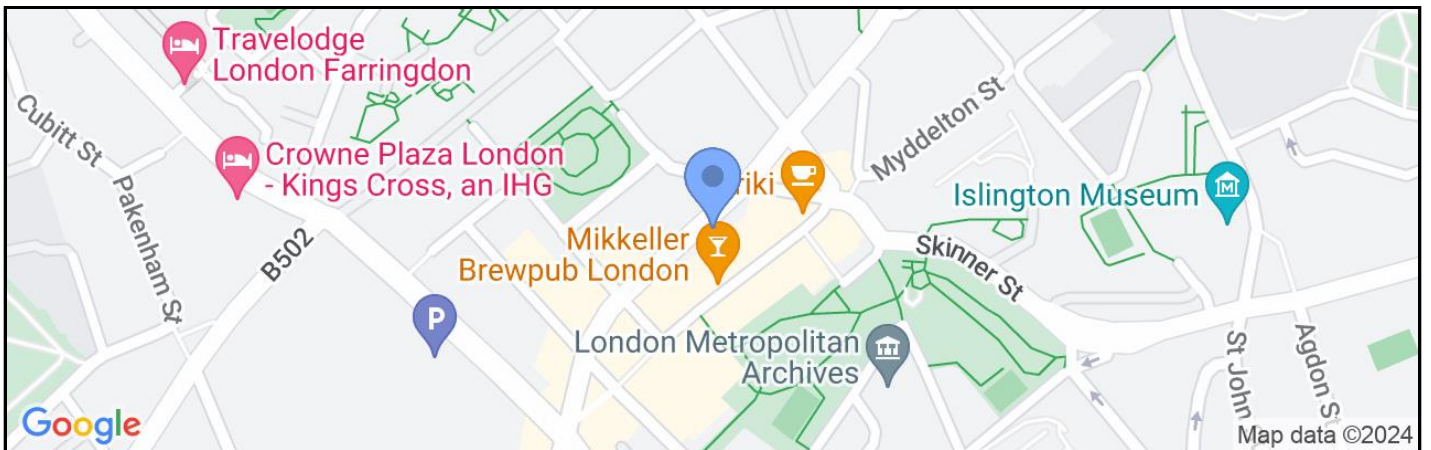 Travelodge
London Farringdon
Cubitt St
Crowne Plaza London
- Kings Cross, an IHG
Pakenham St
B502
Myddelton St
Islington Museum
Mikkeller
Brewpub London
Skinner St
P
London Metropolitan
Archives
St John
Agdon St
Google
Map data ©2024